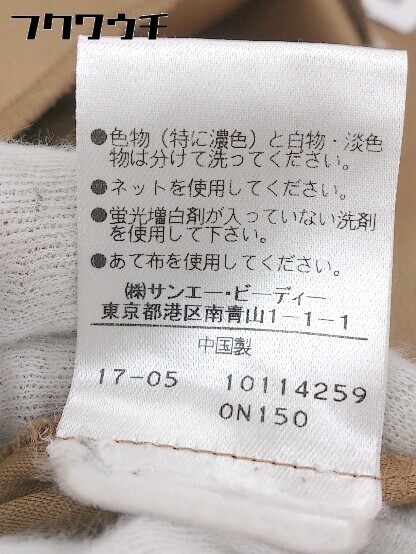 フクワウチ
●色物（特に濃色）と白物・淡色
物は分けて洗ってください。
●ネットを使用してください。
●蛍光増白剤が入っていない洗剤
を使用して下さい。
●あて布を使用してください。
㈱サンエー・ビーディー
東京都港区南青山1-1-1
中国製
17-05 10114259
0N150